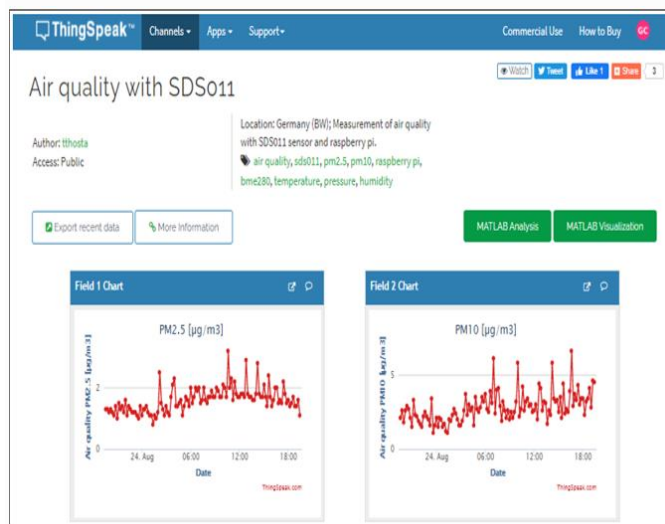 ThingSpeak™ Channels Apps Support Commercial Use How to Buy GC
Watch Tweet Like 1 Share 3
Air quality with SDS011
Author: tthosta
Access: Public
Location: Germany (BW); Measurement of air quality
with SDS011 sensor and raspberry pi.
air quality, sds011, pm2.5, pm10, raspberry pi,
bme280, temperature, pressure, humidity
Export recent data More Information MATLAB Analysis MATLAB Visualization
Field 1 Chart
PM2.5 [µg/m3]
Air quality PM2.5 [µg/m3]
2
0
24. Aug 06:00 12:00 18:00
Date
ThingSpeak.com
Field 2 Chart
PM10 [µg/m3]
Air quality PM10 [µg/m3]
5
0
24. Aug 06:00 12:00 18:00
Date
ThingSpeak.com